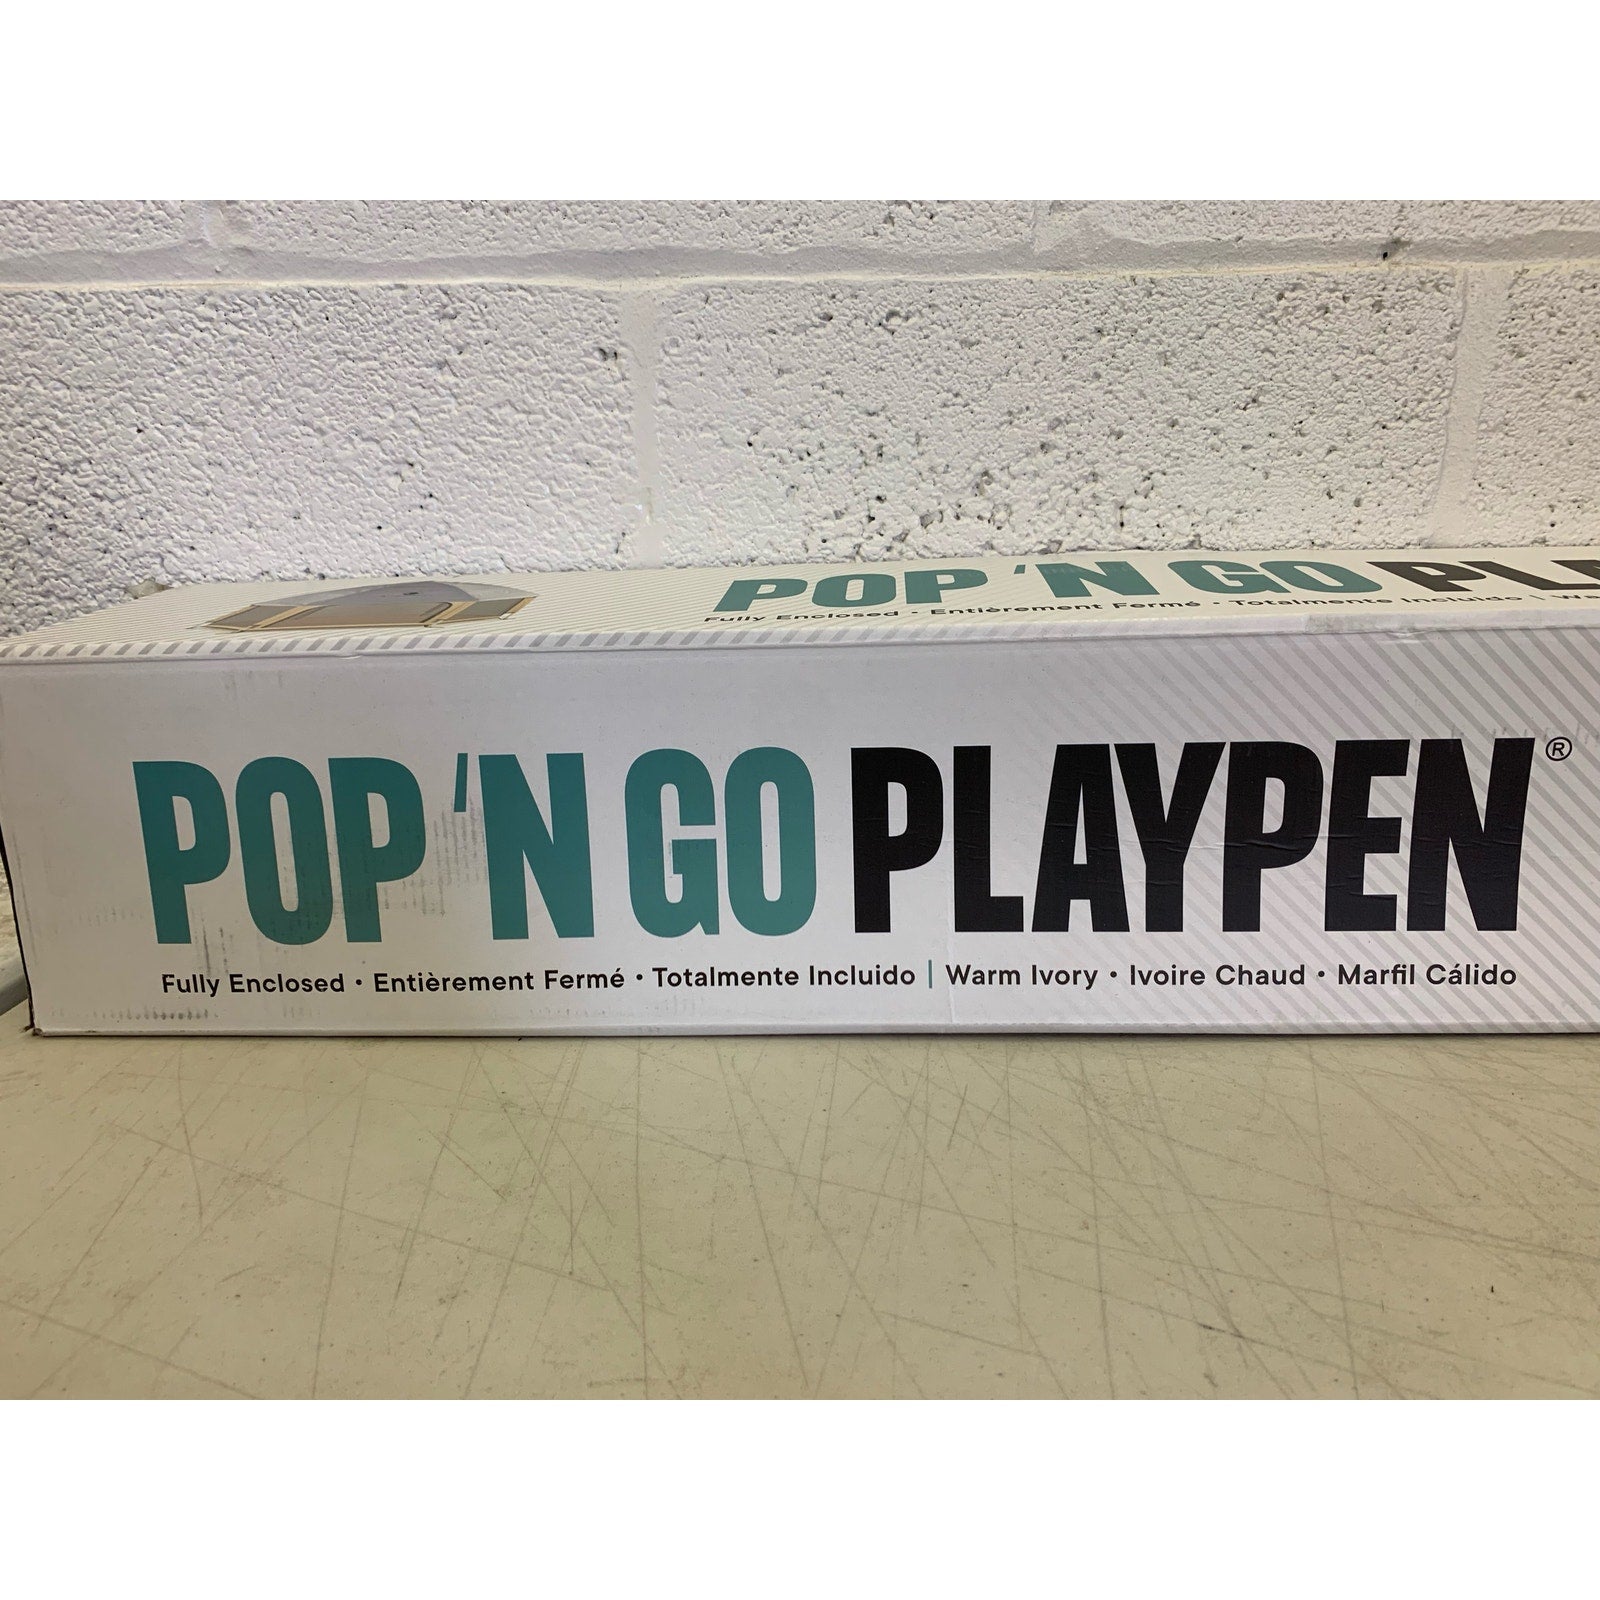 POP 'N GO PL
Fully Enclosed • Entièrement Fermé • Totalmente Incluido |
POP 'N GO PLAYPEN®
Fully Enclosed • Entièrement Fermé • Totalmente Incluido | Warm Ivory • Ivoire Chaud • Marfil Cálido